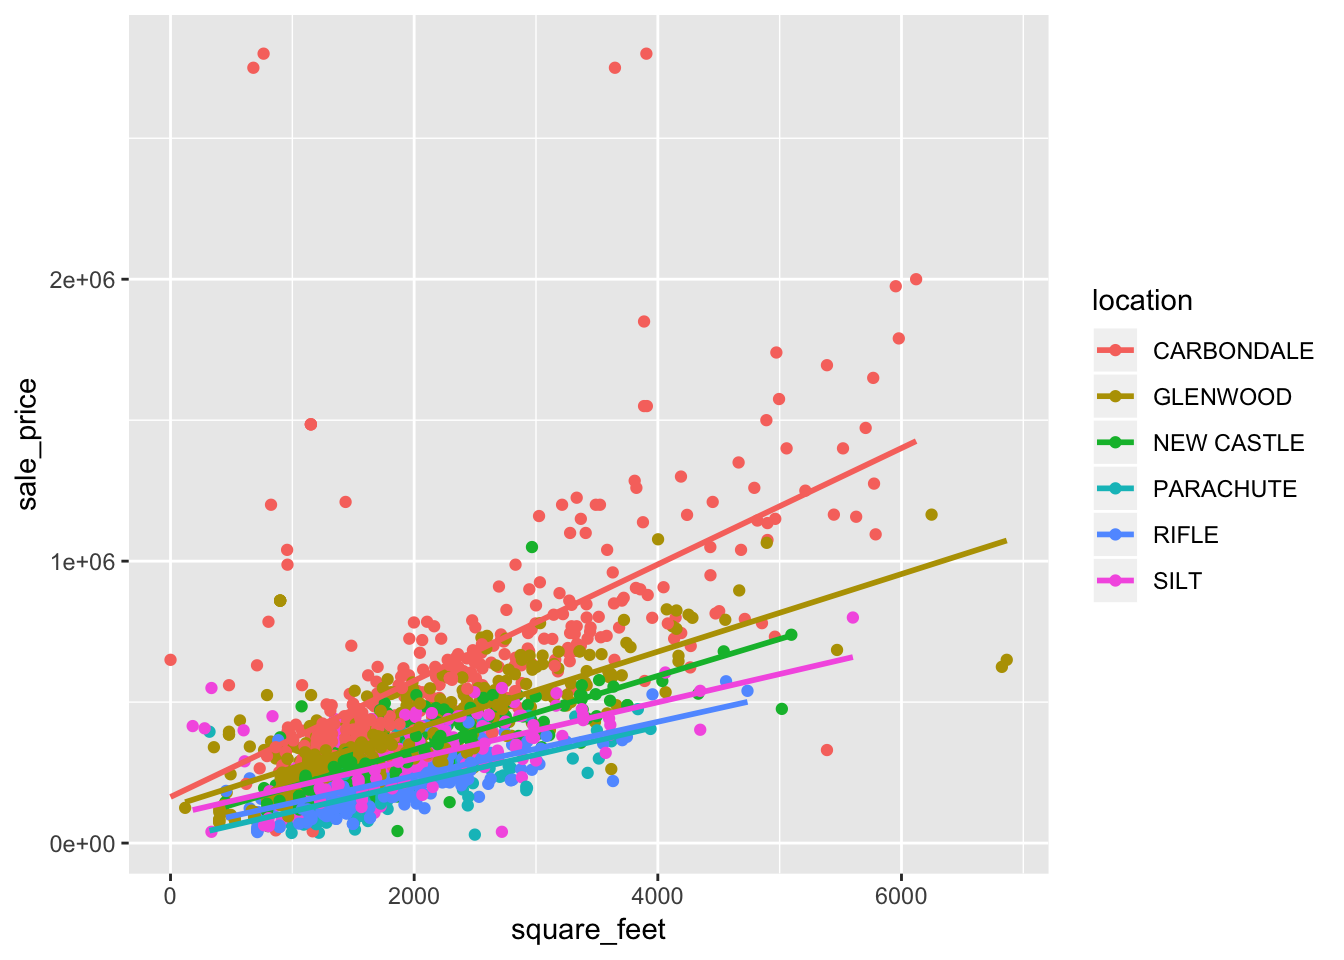 sale_price
2e+06
1e+06
0e+00
0
2000
4000
6000
square_feet
location
CARBONDALE
GLENWOOD
NEW CASTLE
PARACHUTE
RIFLE
SILT